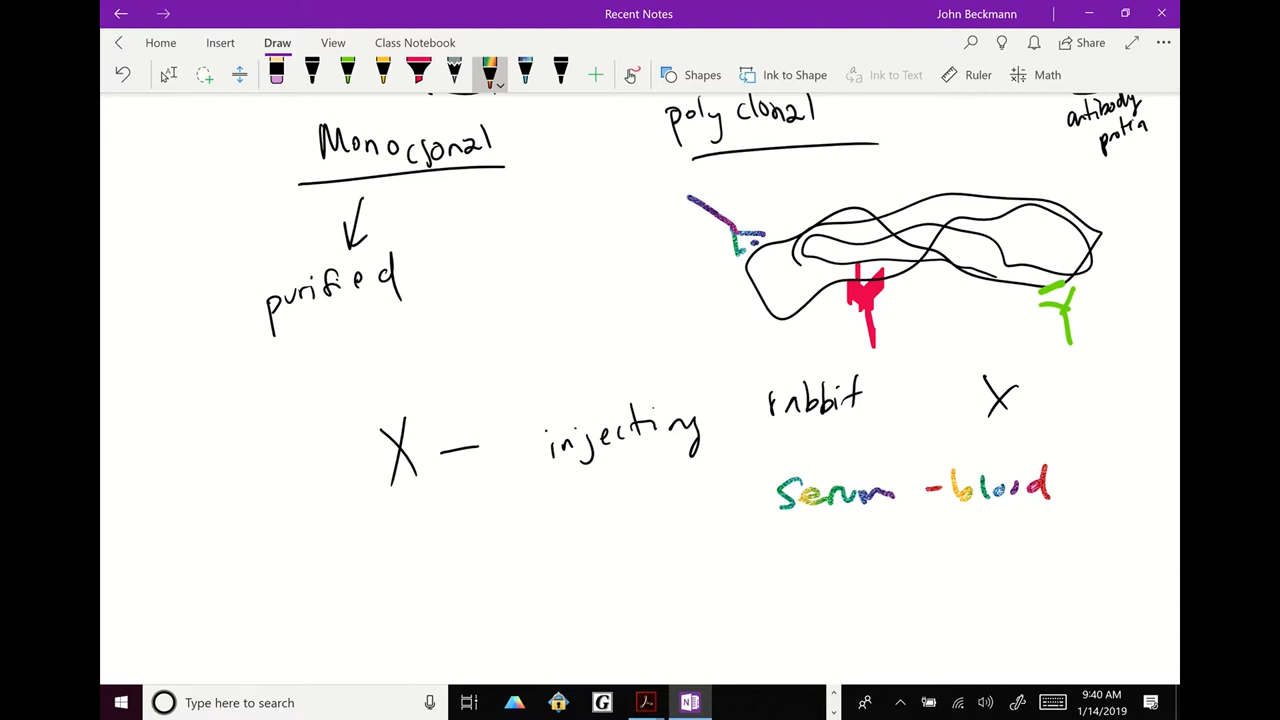 Recent Notes
John Beckmann
Home Insert Draw View Class Notebook
Share
Shapes Ink to Shape Ink to Text Ruler Math
Monoclonal
poly clonal
antibody
protin
purified
rabbit X
X – injecting
serum - blood
Type here to search
G
N
9:40 AM
1/14/2019